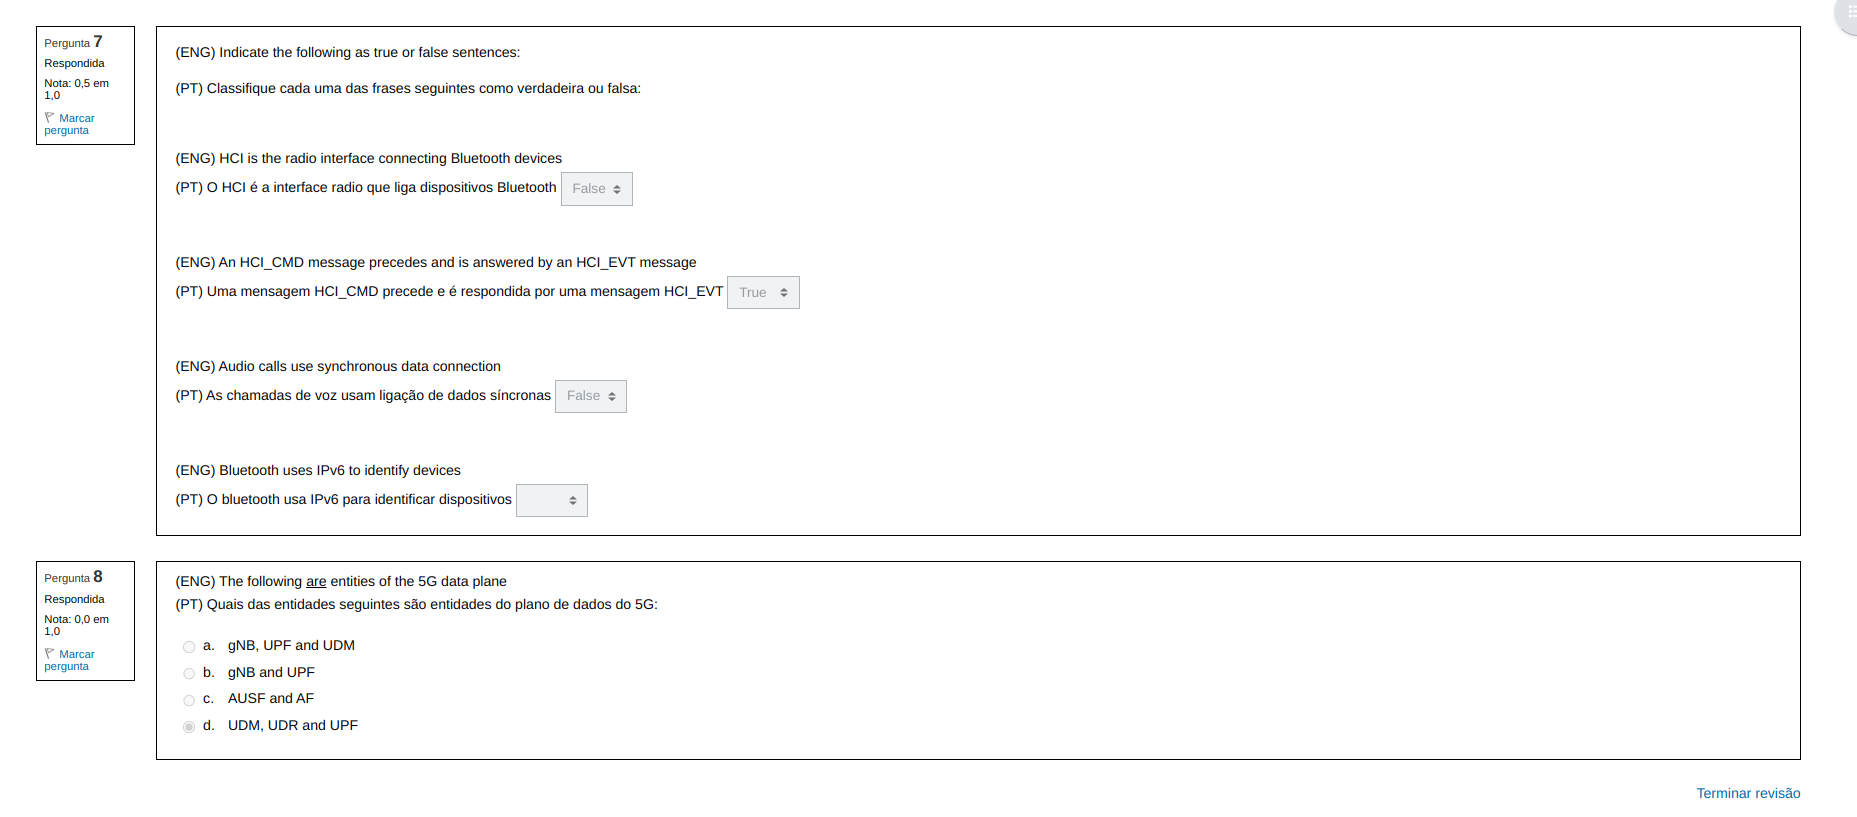 Pergunta 7
Respondida
Nota: 0,5 em
1,0
Marcar
pergunta
(ENG) Indicate the following as true or false sentences:
(PT) Classifique cada uma das frases seguintes como verdadeira ou falsa:
(ENG) HCI is the radio interface connecting Bluetooth devices
(PT) O HCI é a interface radio que liga dispositivos Bluetooth False
(ENG) An HCI_CMD message precedes and is answered by an HCI_EVT message
(PT) Uma mensagem HCI_CMD precede e é respondida por uma mensagem HCI_EVT True
(ENG) Audio calls use synchronous data connection
(PT) As chamadas de voz usam ligação de dados síncronas False
(ENG) Bluetooth uses IPv6 to identify devices
(PT) O bluetooth usa IPv6 para identificar dispositivos
Pergunta 8
Respondida
Nota: 0,0 em
1,0
Marcar
pergunta
(ENG) The following are entities of the 5G data plane
(PT) Quais das entidades seguintes são entidades do plano de dados do 5G:
a. gNB, UPF and UDM
b. gNB and UPF
c. AUSF and AF
d. UDM, UDR and UPF
Terminar revisão